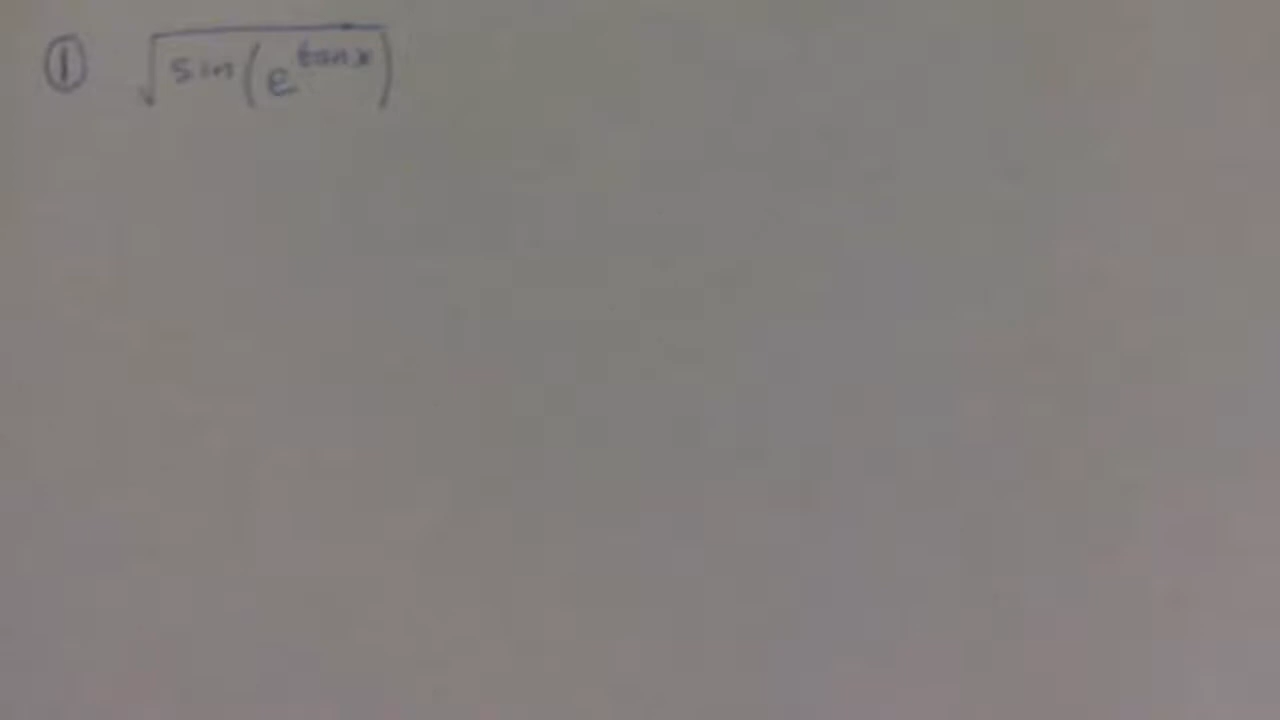 ① √sin(e^tanx)